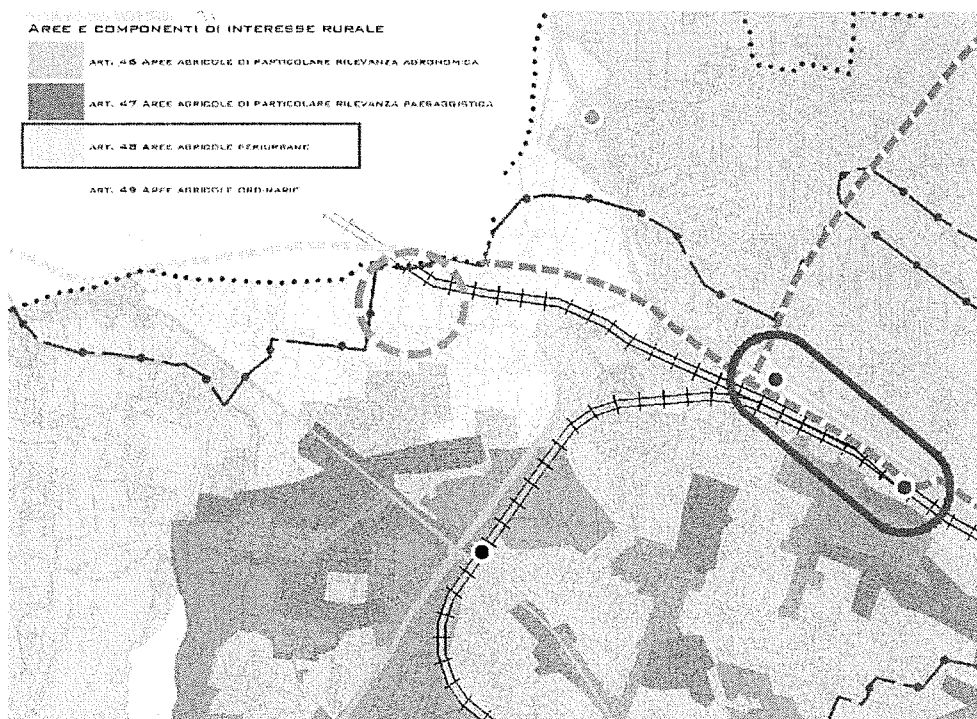 AREE E COMPONENTI DI INTERESSE RURALE
ART. 46 AREE AGRICOLE DI PARTICOLARE RILEVANZA AGRONOMICA
ART. 47 AREE AGRICOLE DI PARTICOLARE RILEVANZA PAESAGGISTICA
ART. 48 AREE AGRICOLE PERIURBANE
ART. 49 AREE AGRICOLE ORDINARIE